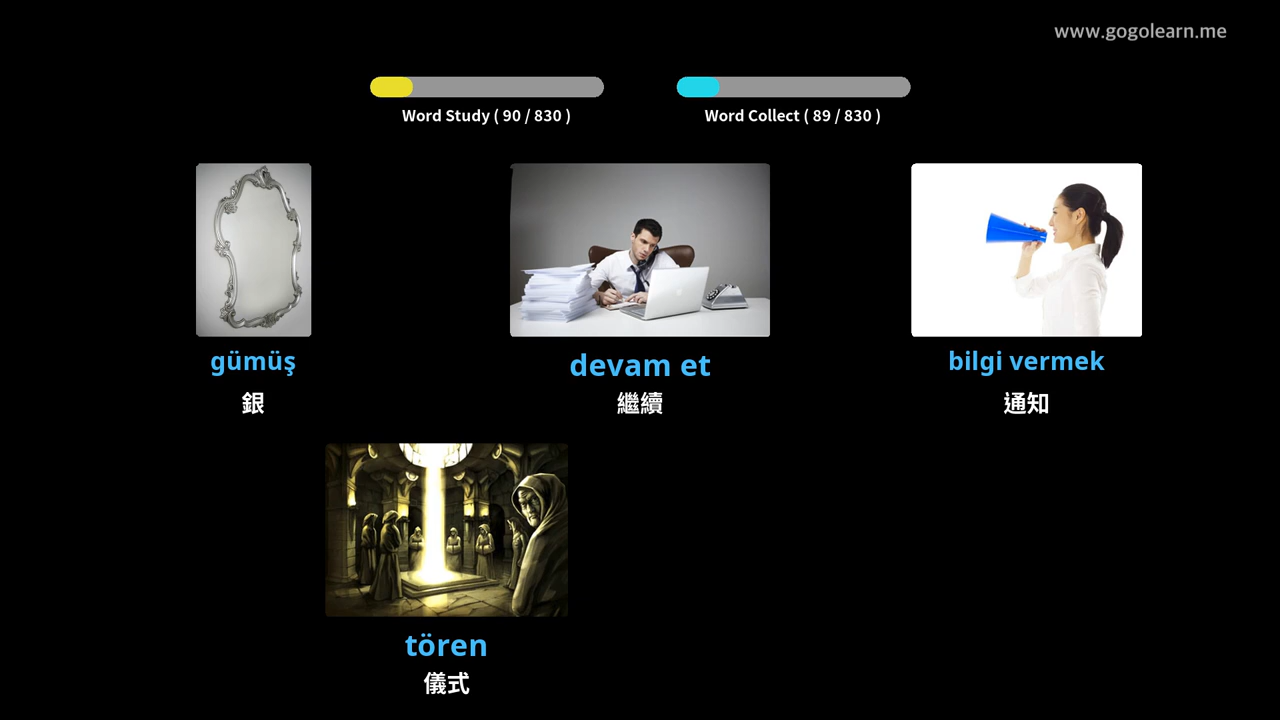 www.gogolearn.me
Word Study ( 90 / 830 )
Word Collect ( 89 / 830 )
gümüş
銀
devam et
繼續
bilgi vermek
通知
tören
儀式